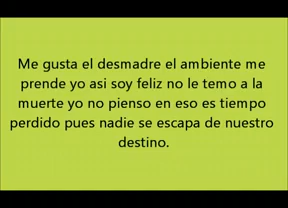 Me gusta el desmadre el ambiente me
prende yo asi soy feliz no le temo a la
muerte yo no pienso en eso es tiempo
perdido pues nadie se escapa de nuestro
destino.